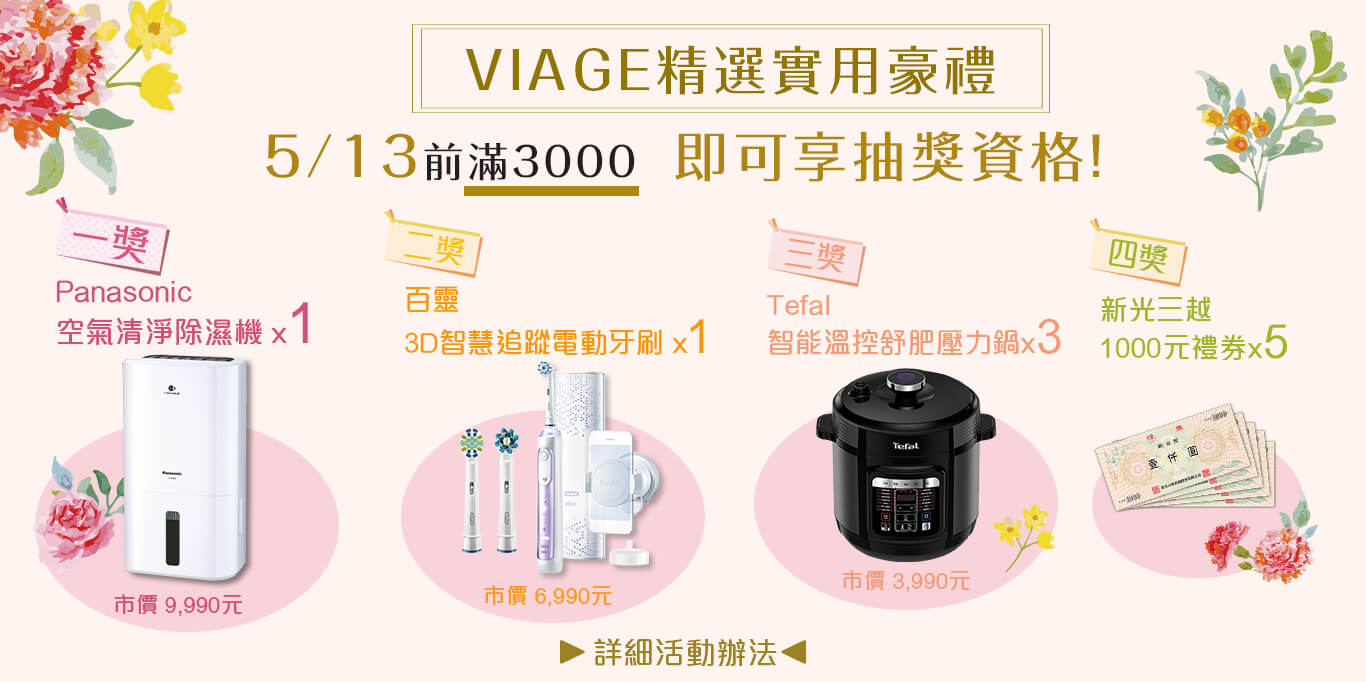 VIAGE精選實用豪禮
5/13前滿3000 即可享抽獎資格!
一獎
Panasonic
空氣清淨除濕機 x1
市價 9,990元
二獎
百靈
3D智慧追蹤電動牙刷 x1
市價 6,990元
三獎
Tefal
智能溫控舒肥壓力鍋x3
Tefal
市價 3,990元
四獎
新光三越
1000元禮券x5
壹仟圓
▶詳細活動辦法◀